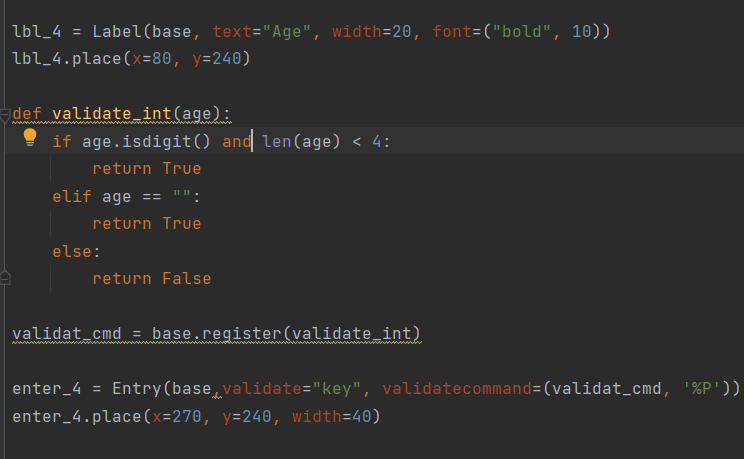 lbl_4 = Label(base, text="Age", width=20, font=("bold", 10))
lbl_4.place(x=80, y=240)
def validate_int(age):
if age.isdigit() and len(age) < 4:
return True
elif age == "":
return True
else:
return False
validat_cmd = base.register(validate_int)
enter_4 = Entry(base,validate="key", validatecommand=(validat_cmd, '%P'))
enter_4.place(x=270, y=240, width=40)